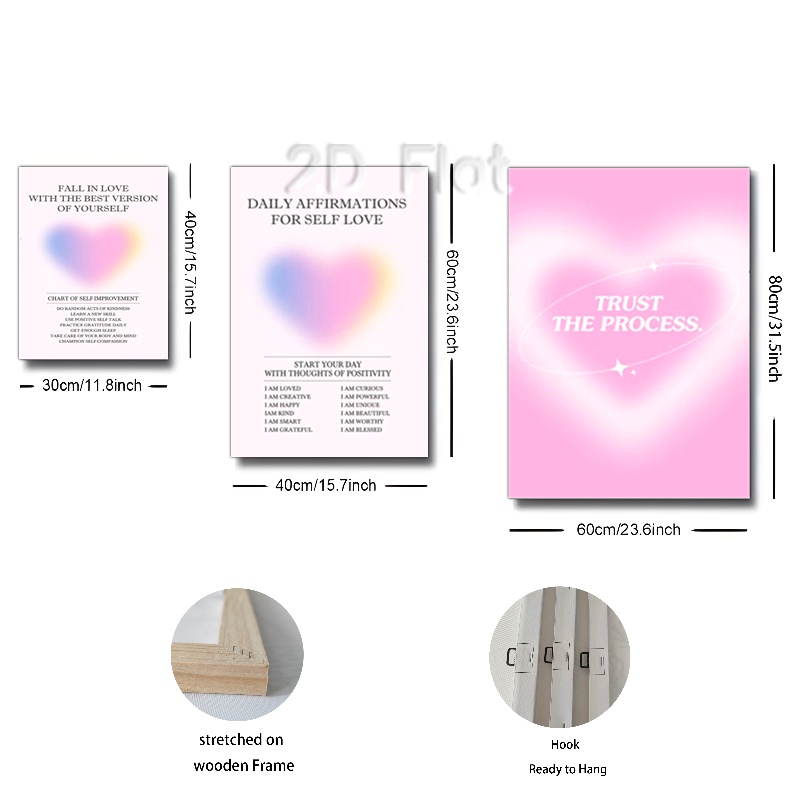 2D Flat
FALL IN LOVE
WITH THE BEST VERSION
OF YOURSELF
CHART OF SELF IMPROVEMENT
DO RANDOM ACTS OF KINDNESS
LEARN A NEW SKILL
USE POSITIVE SELF TALK
PRACTICE GRATITUDE DAILY
GET ENOUGH SLEEP
TAKE CARE OF YOUR BODY AND MIND
CHAMPION SELF COMPASSION
40cm/15.7inch
30cm/11.8inch
DAILY AFFIRMATIONS
FOR SELF LOVE
START YOUR DAY
WITH THOUGHTS OF POSITIVITY
I AM LOVED
I AM CREATIVE
I AM HAPPY
IAM KIND
I AM SMART
I AM GRATEFUL
I AM CURIOUS
I AM POWERFUL
I AM UNIQUE
I AM BEAUTIFUL
I AM WORTHY
I AM BLESSED
60cm/23.6inch
40cm/15.7inch
TRUST
THE PROCESS.
80cm/31.5inch
60cm/23.6inch
stretched on
wooden Frame
Hook
Ready to Hang